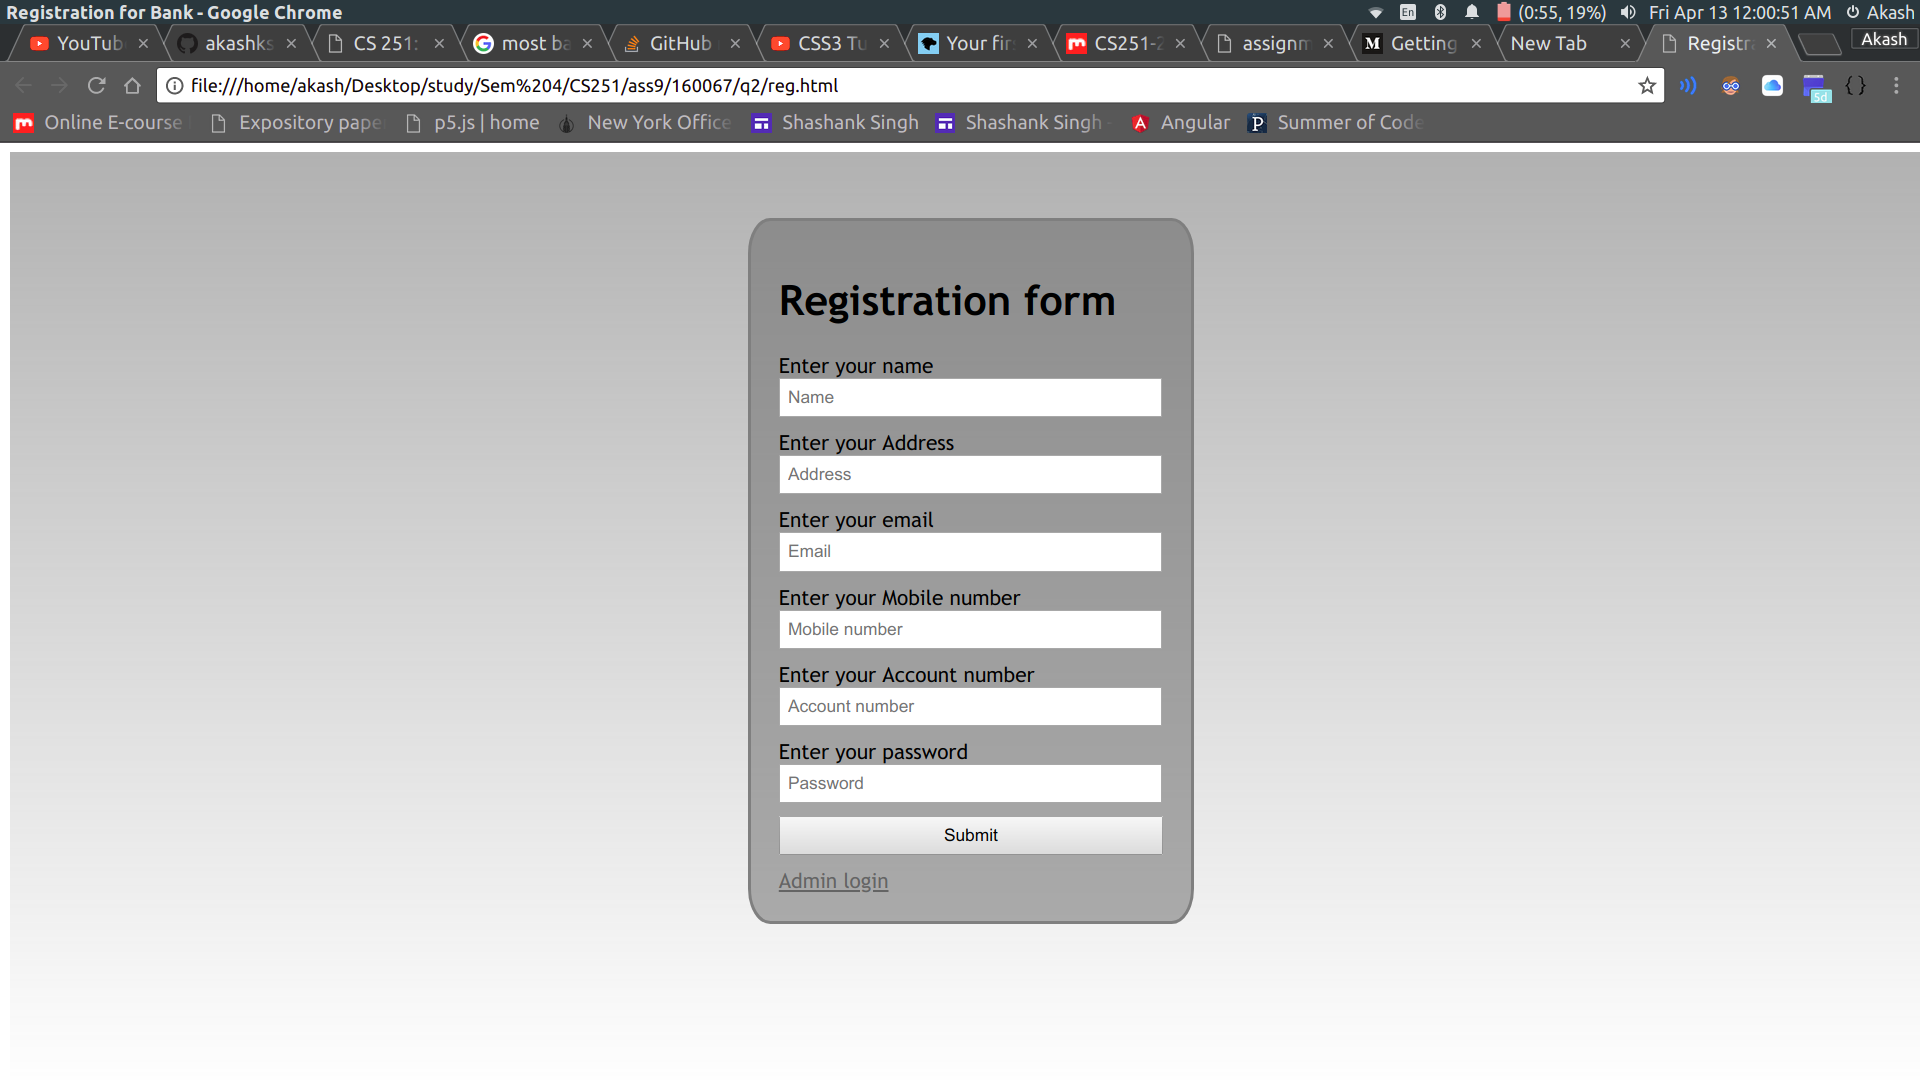 Registration for Bank - Google Chrome
En (0:55, 19%) Fri Apr 13 12:00:51 AM Akash
YouTub akashks CS 251: most ba GitHub CSS3 Tu Your fir CS251-2 assignm Getting New Tab Registra Akash
file:///home/akash/Desktop/study/Sem%204/CS251/ass9/160067/q2/reg.html
5d
Online E-course Expository pape p5.js | home New York Office Shashank Singh Shashank Singh - Angular Summer of Code
Registration form
Enter your name
Name
Enter your Address
Address
Enter your email
Email
Enter your Mobile number
Mobile number
Enter your Account number
Account number
Enter your password
Password
Submit
Admin login